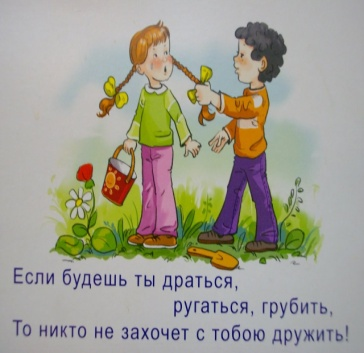 Если будешь ты драться,
ругаться, грубить,
То никто не захочет с тобою дружить!